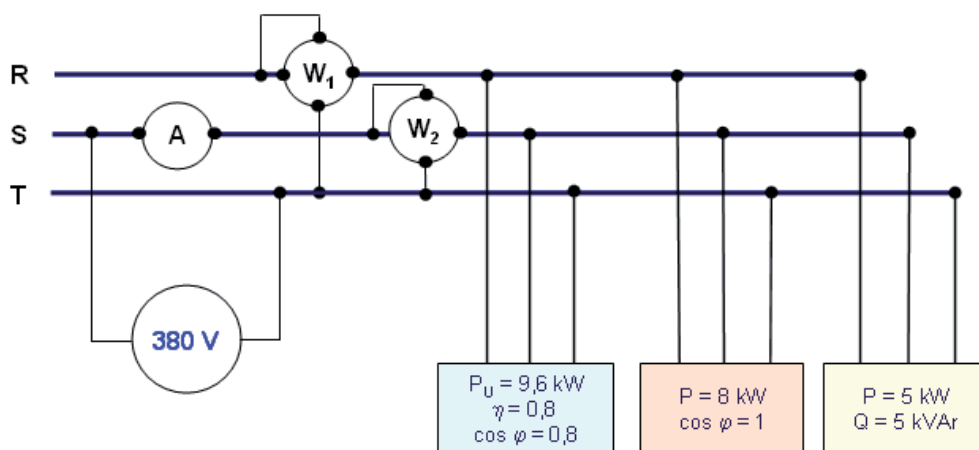 R
W₁
S
A
W₂
T
380 V
Pᵤ = 9,6 kW
η = 0,8
cos φ = 0,8
P = 8 kW
cos φ = 1
P = 5 kW
Q = 5 kVAr